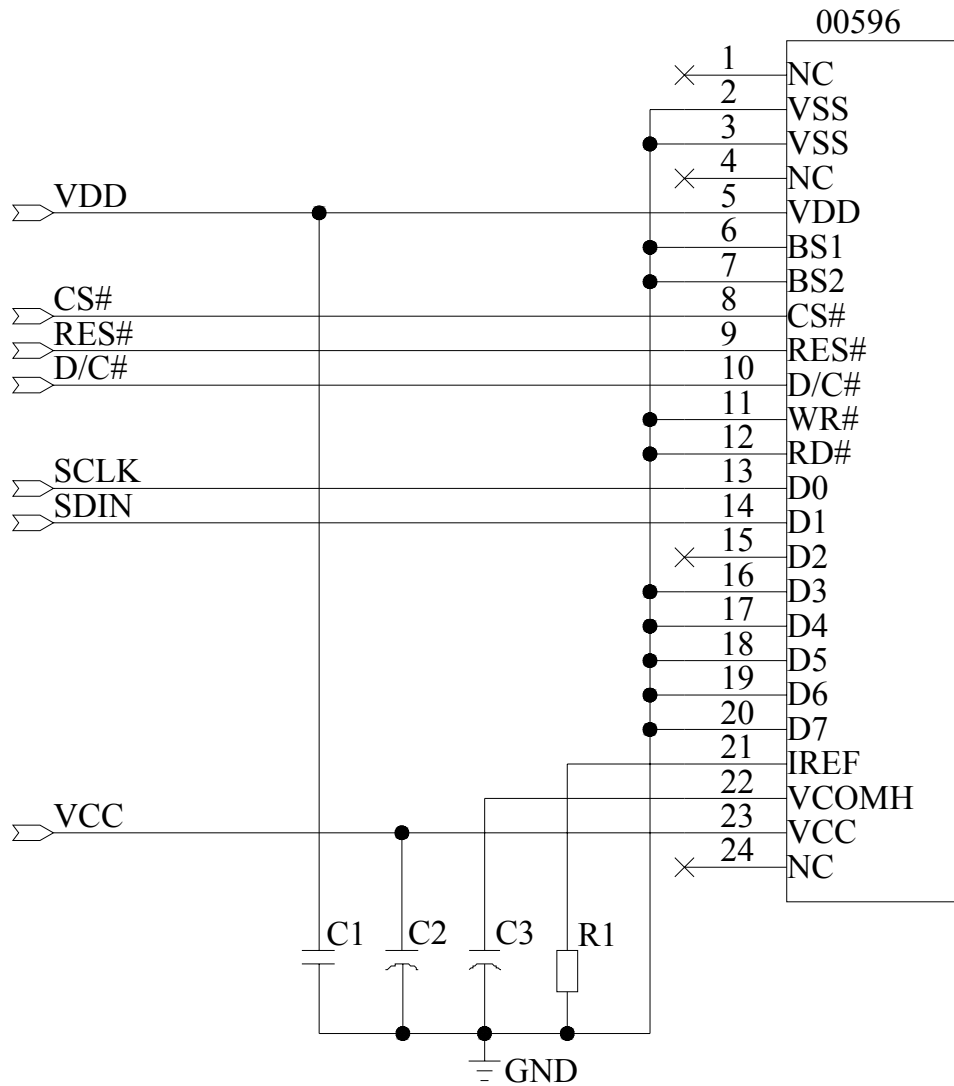 00596
1 NC
2 VSS
3 VSS
4 NC
VDD 5 VDD
6 BS1
7 BS2
CS# 8 CS#
RES# 9 RES#
D/C# 10 D/C#
11 WR#
12 RD#
SCLK 13 D0
SDIN 14 D1
15 D2
16 D3
17 D4
18 D5
19 D6
20 D7
21 IREF
22 VCOMH
VCC 23 VCC
24 NC
C1 C2 C3 R1
GND